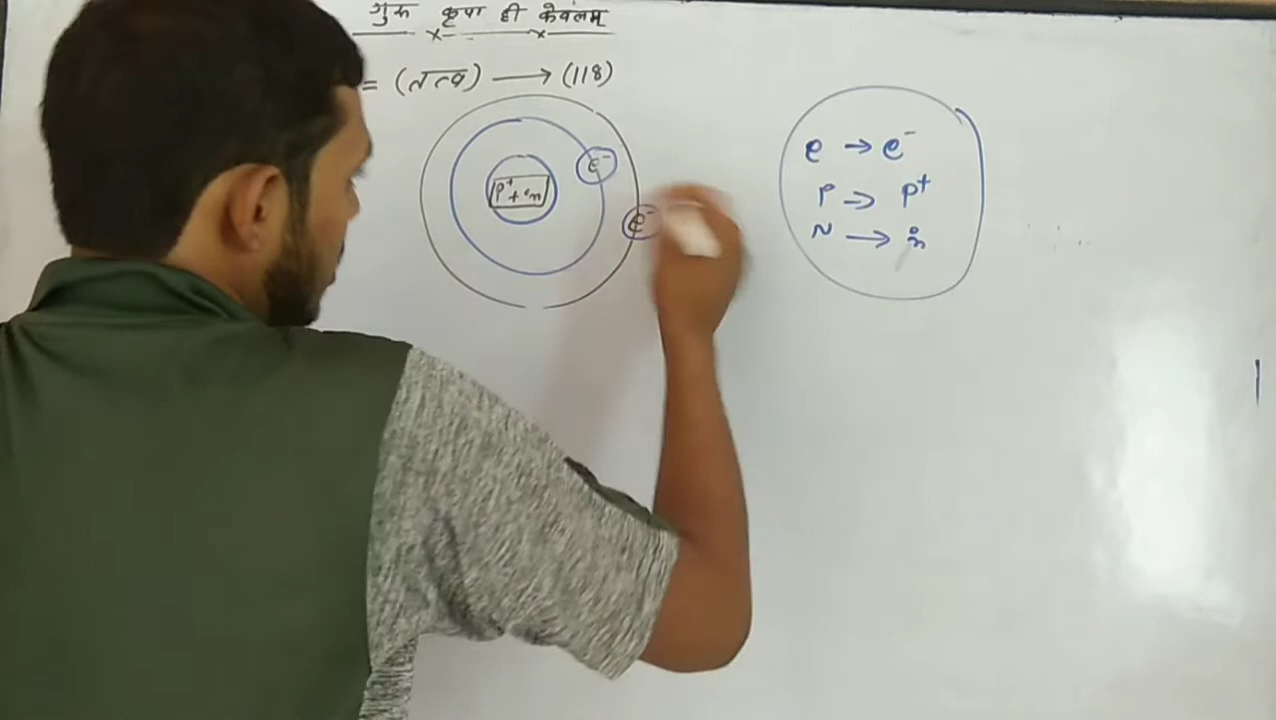 गुरु कृपा ही केवलम्
= (तत्व) ⟶ (118)
e⁻
P⁺ + °n
e⁻
e → e⁻
P → P⁺
N ⟶ °n